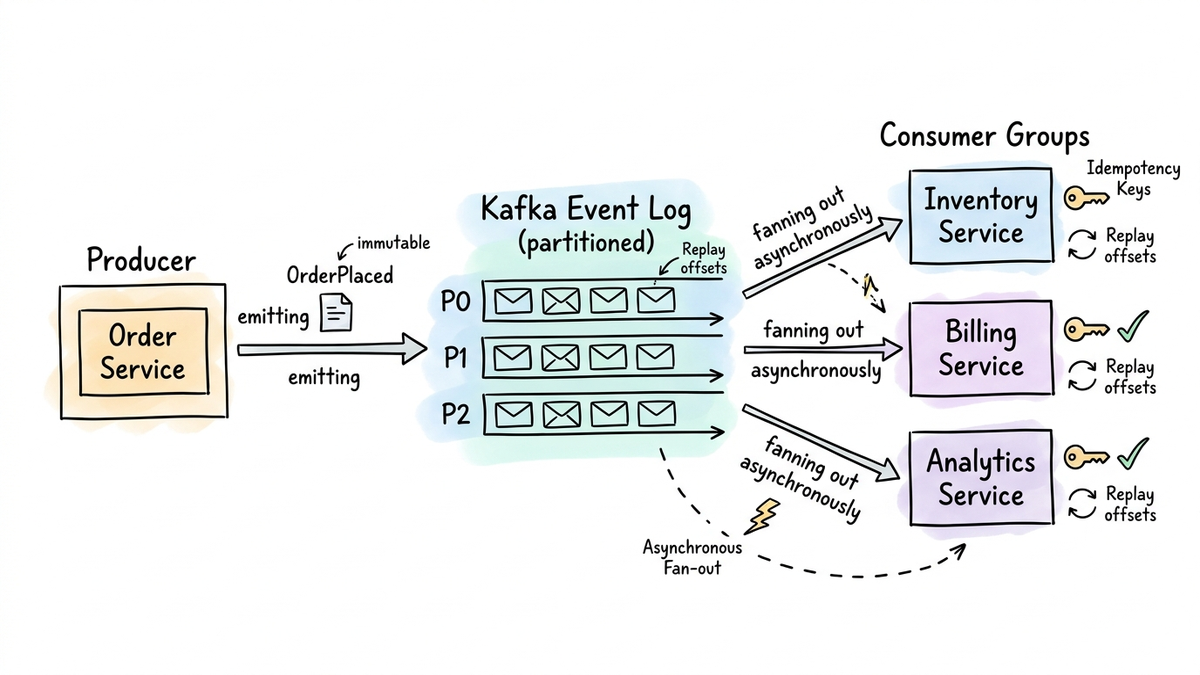 Producer
Order
Service
immutable
OrderPlaced
emitting
emitting
Kafka Event Log
(partitioned)
Replay
offsets
P0
P1
P2
fanning out
asynchronously
fanning out
asynchronously
fanning out
asynchronously
Asynchronous
Fan-out
Consumer Groups
Inventory
Service
Idempotency
Keys
Replay
offsets
Billing
Service
Replay
offsets
Analytics
Service
Replay
offsets